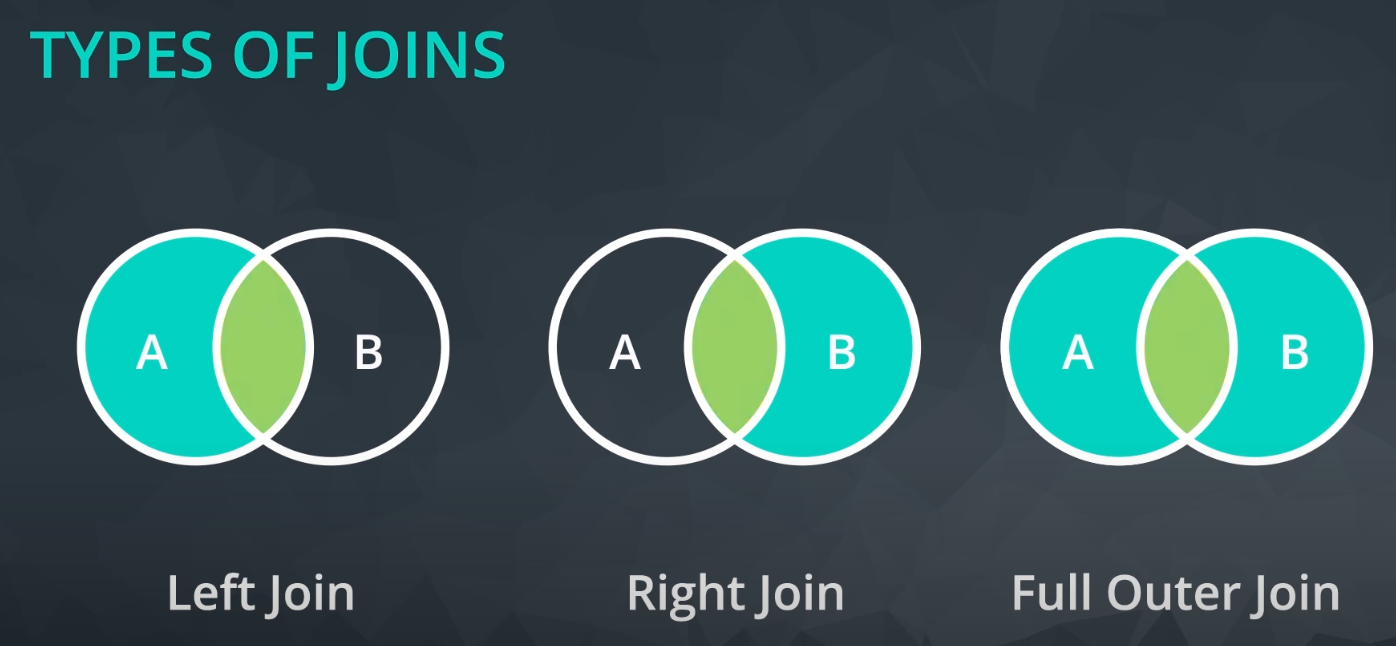 TYPES OF JOINS
A B
A B
A B
Left Join
Right Join
Full Outer Join